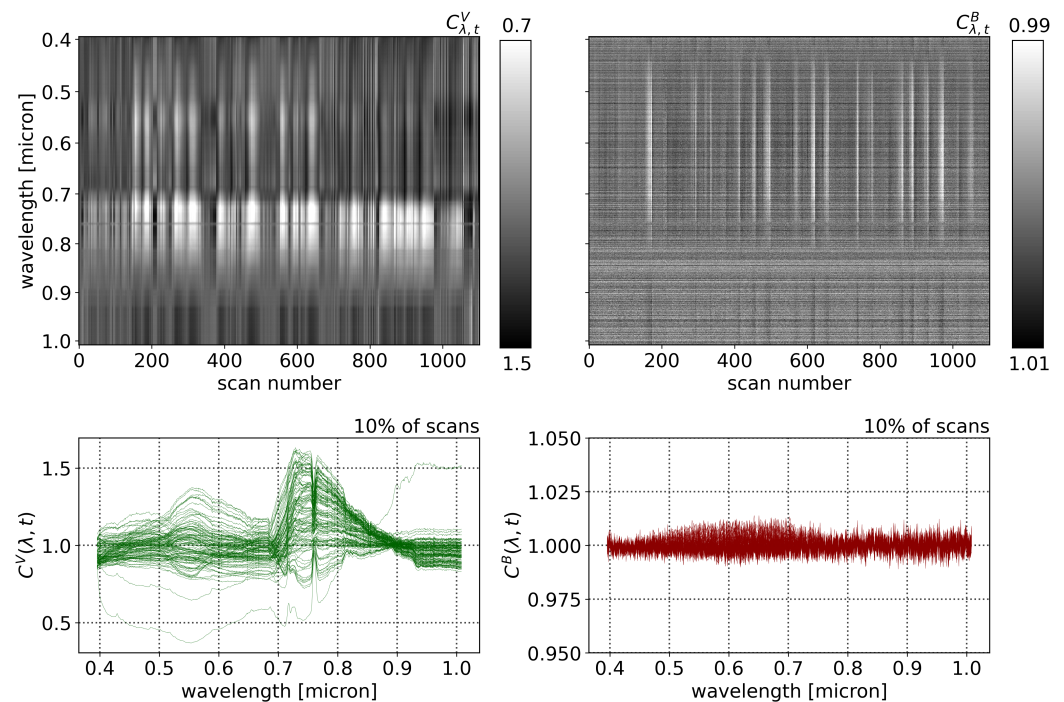 C^V_{λ,t} 0.7
0.4
0.5
0.6
0.7
0.8
0.9
1.0
wavelength [micron]
0 200 400 600 800 1000
scan number
1.5
C^B_{λ,t} 0.99
0 200 400 600 800 1000
scan number
1.01
10% of scans
1.5
1.0
0.5
C^V(λ, t)
0.4 0.5 0.6 0.7 0.8 0.9 1.0
wavelength [micron]
10% of scans
1.050
1.025
1.000
0.975
0.950
C^B(λ, t)
0.4 0.5 0.6 0.7 0.8 0.9 1.0
wavelength [micron]